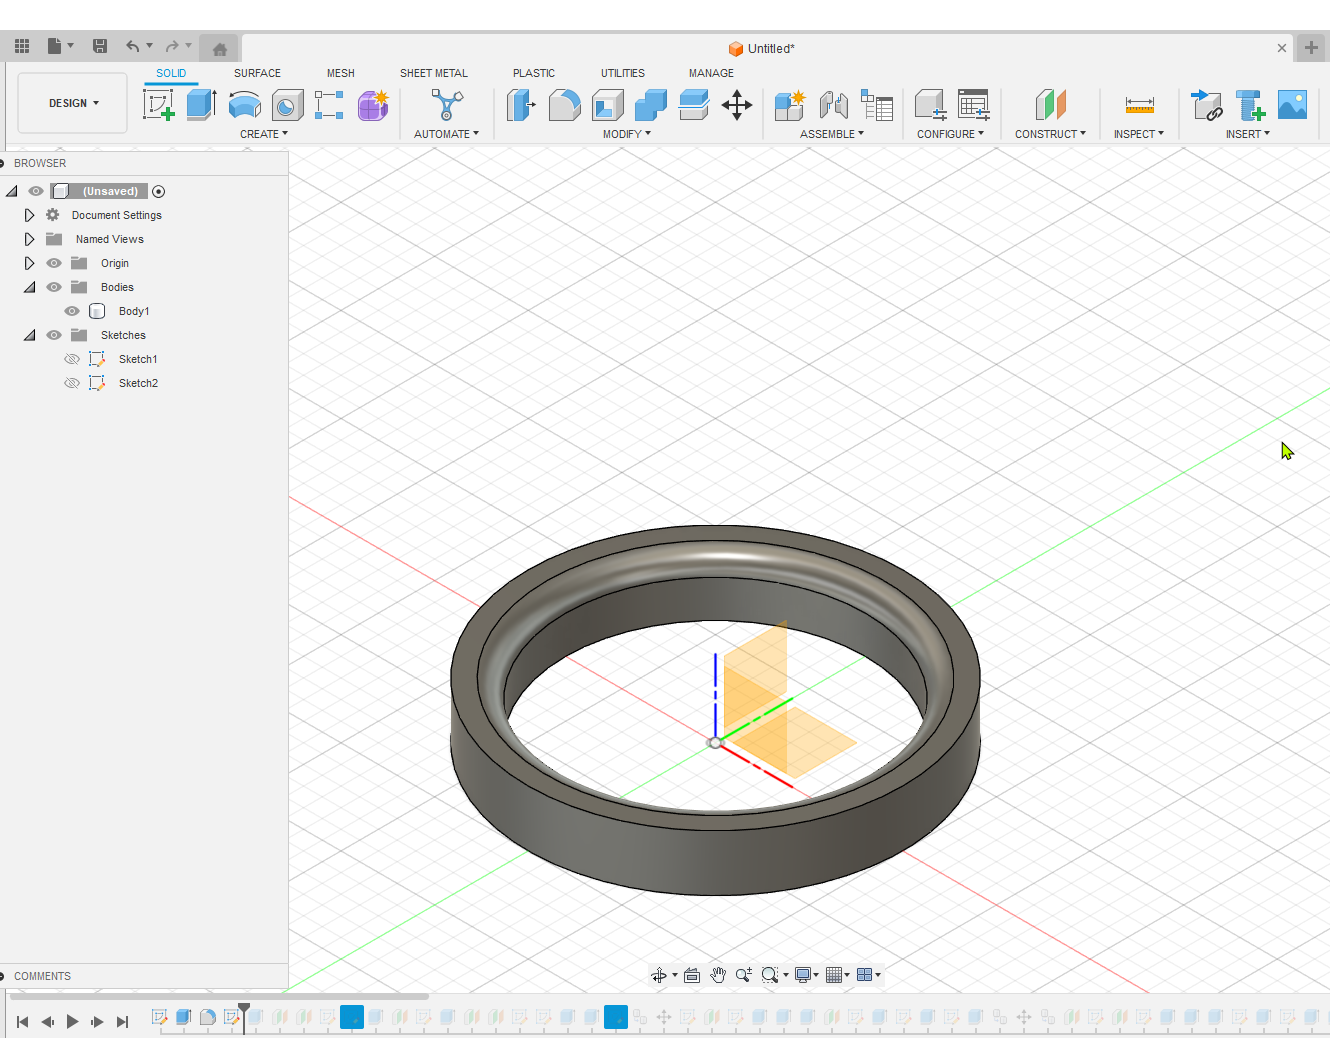 Untitled*
SOLID SURFACE MESH SHEET METAL PLASTIC UTILITIES MANAGE
DESIGN
CREATE AUTOMATE MODIFY ASSEMBLE CONFIGURE CONSTRUCT INSPECT INSERT
BROWSER
(Unsaved)
Document Settings
Named Views
Origin
Bodies
Body1
Sketches
Sketch1
Sketch2
COMMENTS